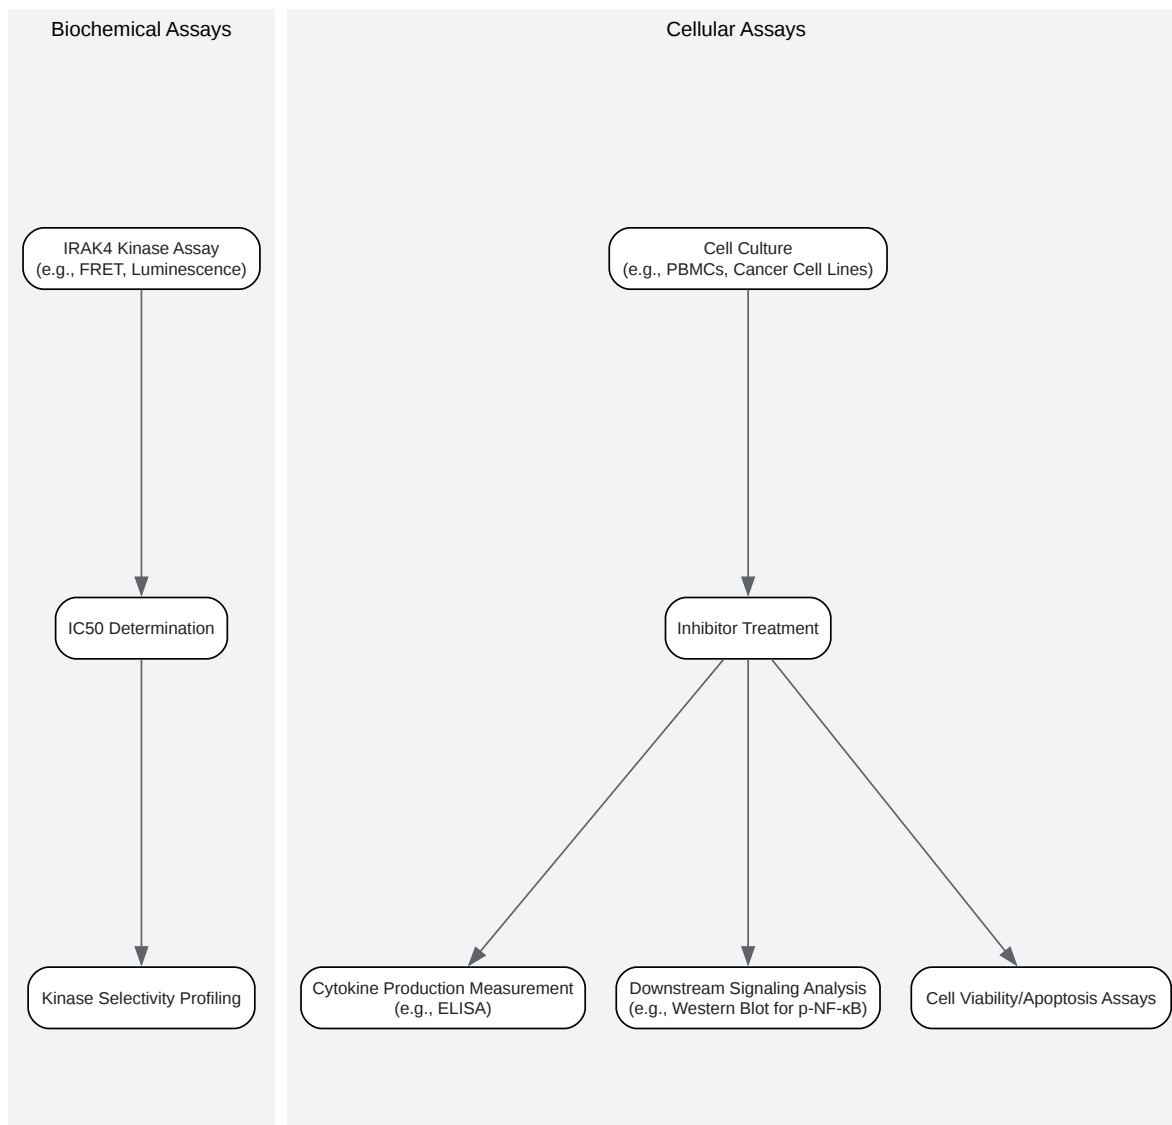 Biochemical Assays
IRAK4 Kinase Assay
(e.g., FRET, Luminescence)
IC50 Determination
Kinase Selectivity Profiling
Cellular Assays
Cell Culture
(e.g., PBMCs, Cancer Cell Lines)
Inhibitor Treatment
Cytokine Production Measurement
(e.g., ELISA)
Downstream Signaling Analysis
(e.g., Western Blot for p-NF-κB)
Cell Viability/Apoptosis Assays